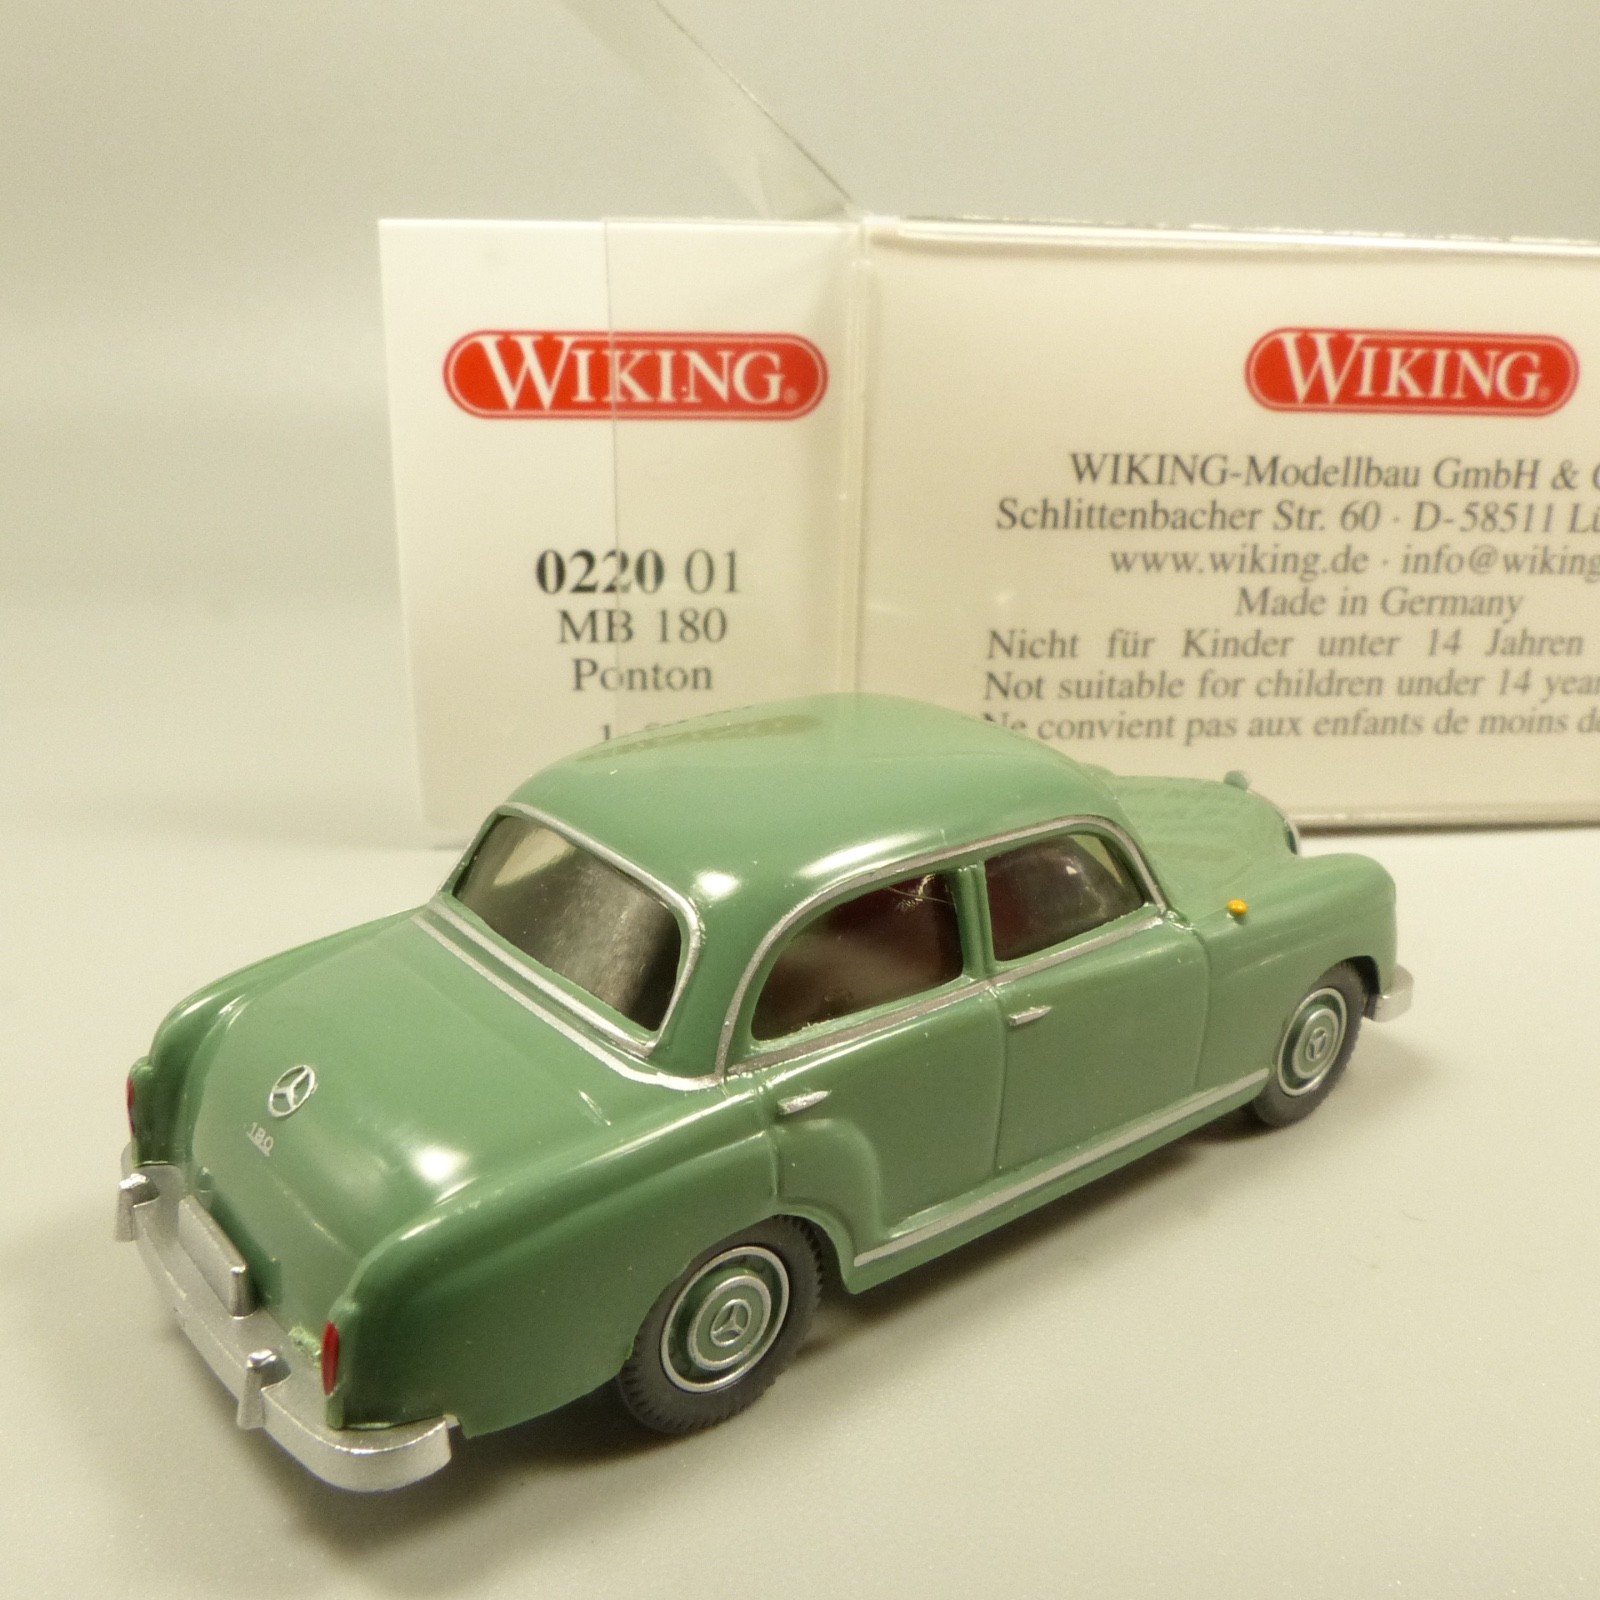 WIKING®
0220 01
MB 180
Ponton
WIKING®
WIKING-Modellbau GmbH &
Schlittenbacher Str. 60 · D-58511
www.wiking.de · info@wiking
Made in Germany
Nicht für Kinder unter 14 Jahren
Not suitable for children under 14
Ne convient pas aux enfants de moins
180